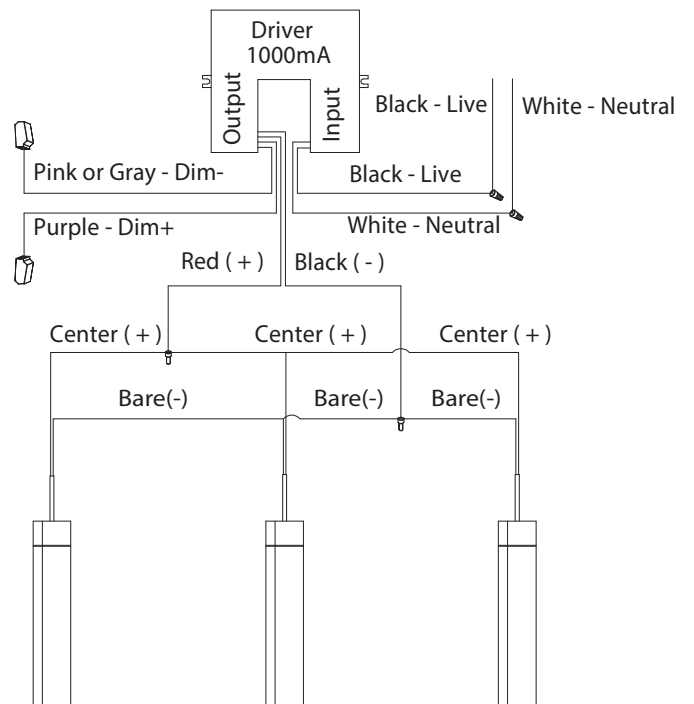 Driver
1000mA
Output
Input
Black - Live
White - Neutral
Pink or Gray - Dim-
Black - Live
Purple - Dim+
White - Neutral
Red ( + )
Black ( - )
Center ( + )
Center ( + )
Center ( + )
Bare(-)
Bare(-)
Bare(-)